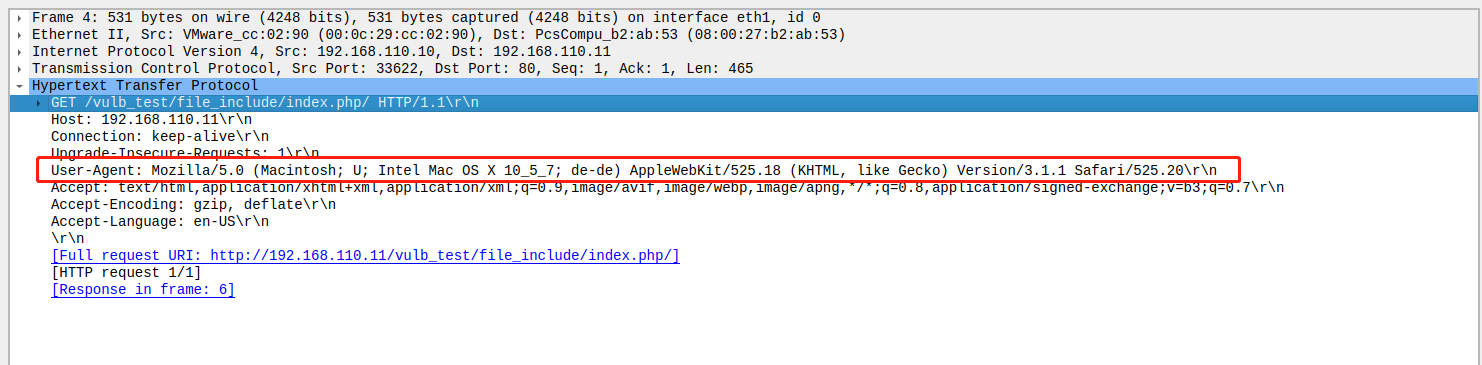 Frame 4: 531 bytes on wire (4248 bits), 531 bytes captured (4248 bits) on interface eth1, id 0
Ethernet II, Src: VMware_cc:02:90 (00:0c:29:cc:02:90), Dst: PcsCompu_b2:ab:53 (08:00:27:b2:ab:53)
Internet Protocol Version 4, Src: 192.168.110.10, Dst: 192.168.110.11
Transmission Control Protocol, Src Port: 33622, Dst Port: 80, Seq: 1, Ack: 1, Len: 465
Hypertext Transfer Protocol
GET /vulb_test/file_include/index.php/ HTTP/1.1\r\n
Host: 192.168.110.11\r\n
Connection: keep-alive\r\n
Upgrade-Insecure-Requests: 1\r\n
User-Agent: Mozilla/5.0 (Macintosh; U; Intel Mac OS X 10_5_7; de-de) AppleWebKit/525.18 (KHTML, like Gecko) Version/3.1.1 Safari/525.20\r\n
Accept: text/html,application/xhtml+xml,application/xml;q=0.9,image/avif,image/webp,image/apng,*/*;q=0.8,application/signed-exchange;v=b3;q=0.7\r\n
Accept-Encoding: gzip, deflate\r\n
Accept-Language: en-US\r\n
\r\n
[Full request URI: http://192.168.110.11/vulb_test/file_include/index.php/]
[HTTP request 1/1]
[Response in frame: 6]